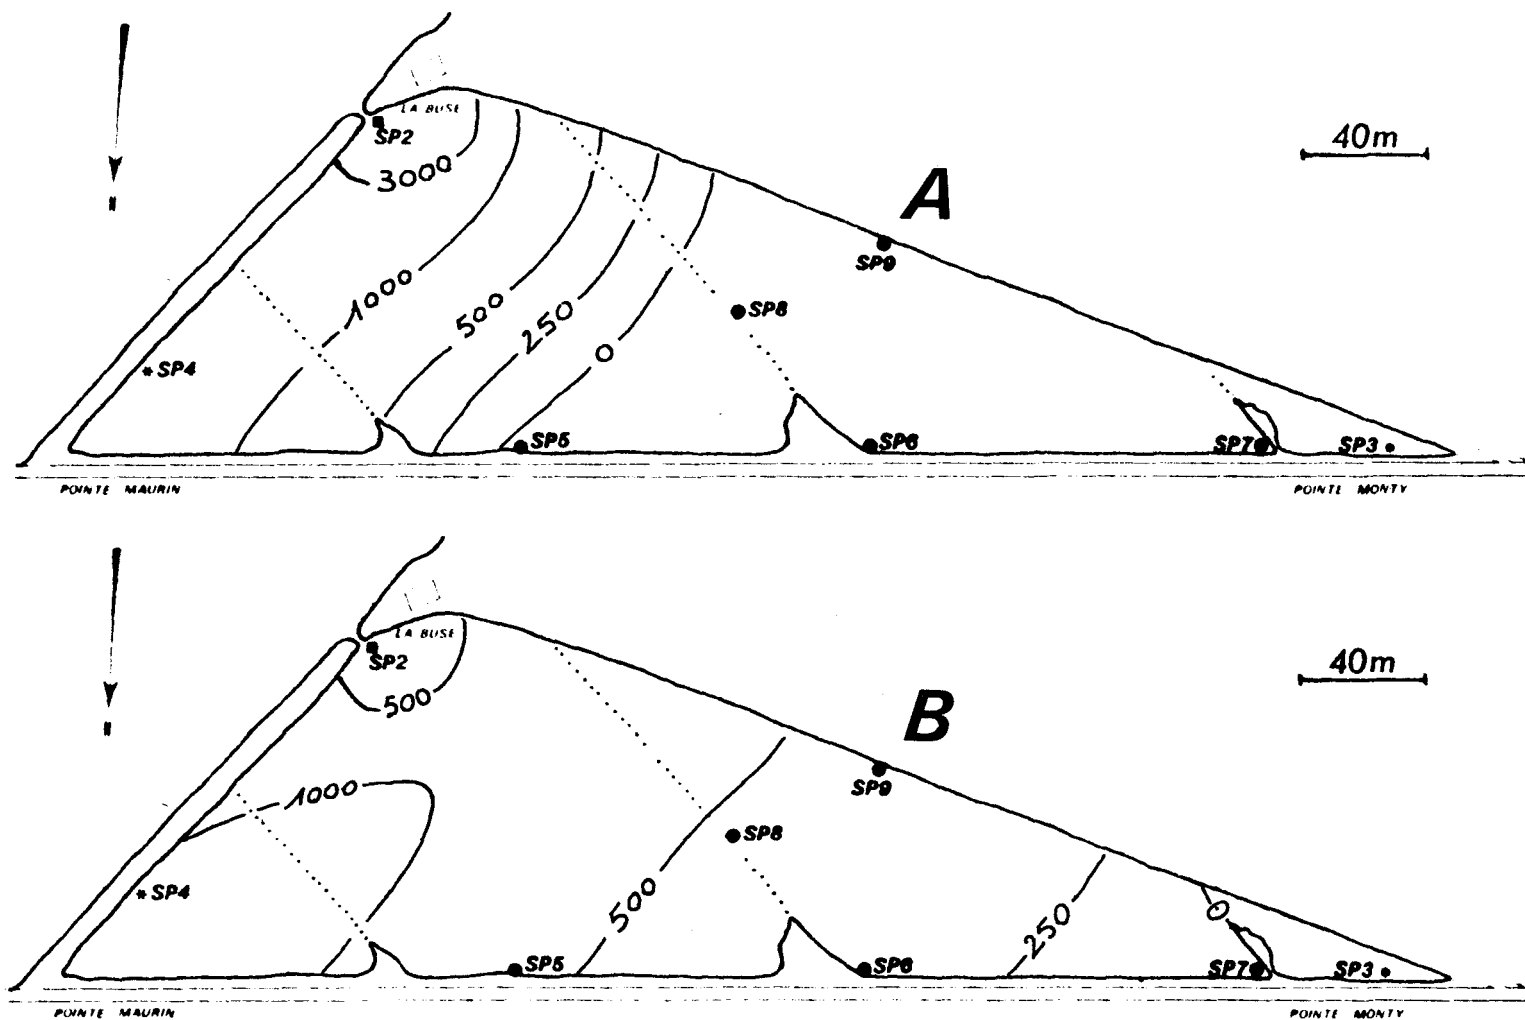 LA BUSE
SP2
3000
40m
A
SP9
1000
500
250
SP8
0
SP4
SP5
SP6
SP7
SP3
POINTE MAURIN
POINTE MONTY
LA BUSE
SP2
500
40m
B
SP9
1000
SP8
SP4
500
250
0
SP5
SP6
SP7
SP3
POINTE MAURIN
POINTE MONTY